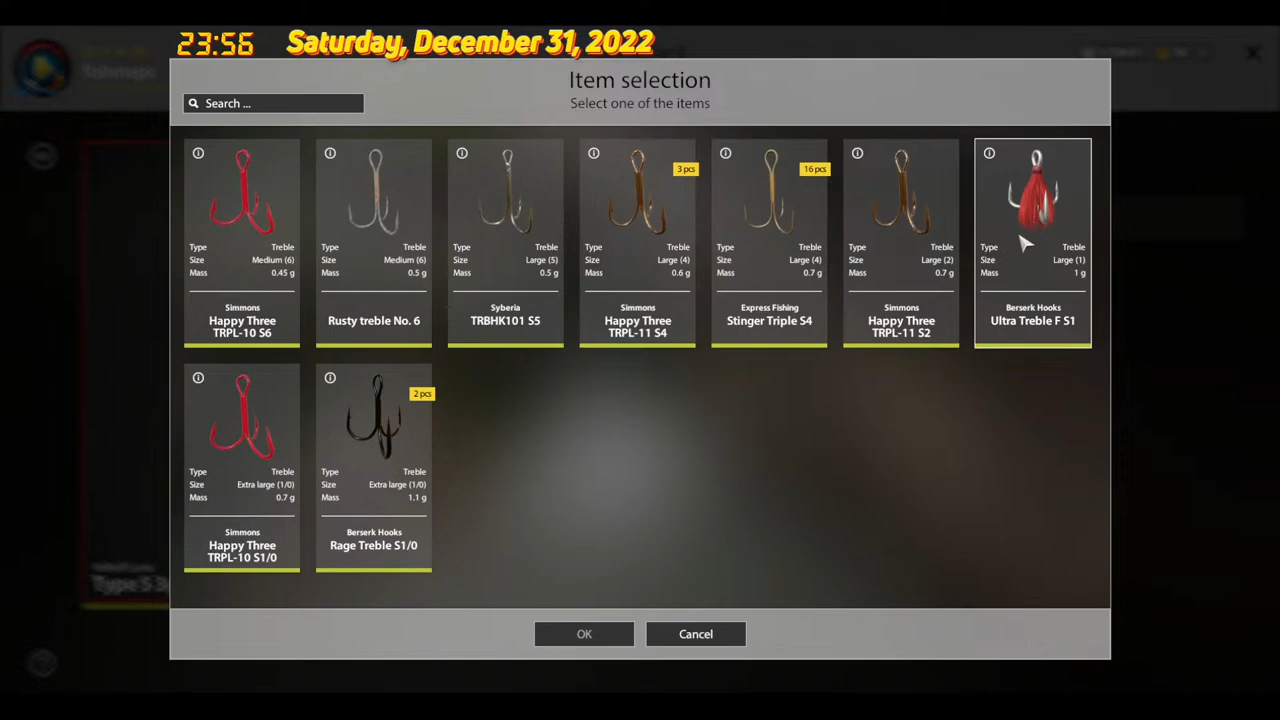 23:56 Saturday, December 31, 2022
Item selection
Select one of the items
Search ...
Type Treble
Size Medium (6)
Mass 0.45 g
Simmons
Happy Three
TRPL-10 S6
Type Treble
Size Medium (6)
Mass 0.5 g
Rusty treble No. 6
Type Treble
Size Large (5)
Mass 0.5 g
Syberia
TRBHK101 S5
3 pcs
Type Treble
Size Large (4)
Mass 0.6 g
Simmons
Happy Three
TRPL-11 S4
16 pcs
Type Treble
Size Large (4)
Mass 0.7 g
Express Fishing
Stinger Triple S4
Type Treble
Size Large (2)
Mass 0.7 g
Simmons
Happy Three
TRPL-11 S2
Type Treble
Size Large (1)
Mass 1 g
Berserk Hooks
Ultra Treble F S1
Type Treble
Size Extra large (1/0)
Mass 0.7 g
Simmons
Happy Three
TRPL-10 S1/0
2 pcs
Type Treble
Size Extra large (1/0)
Mass 1.1 g
Berserk Hooks
Rage Treble S1/0
OK Cancel